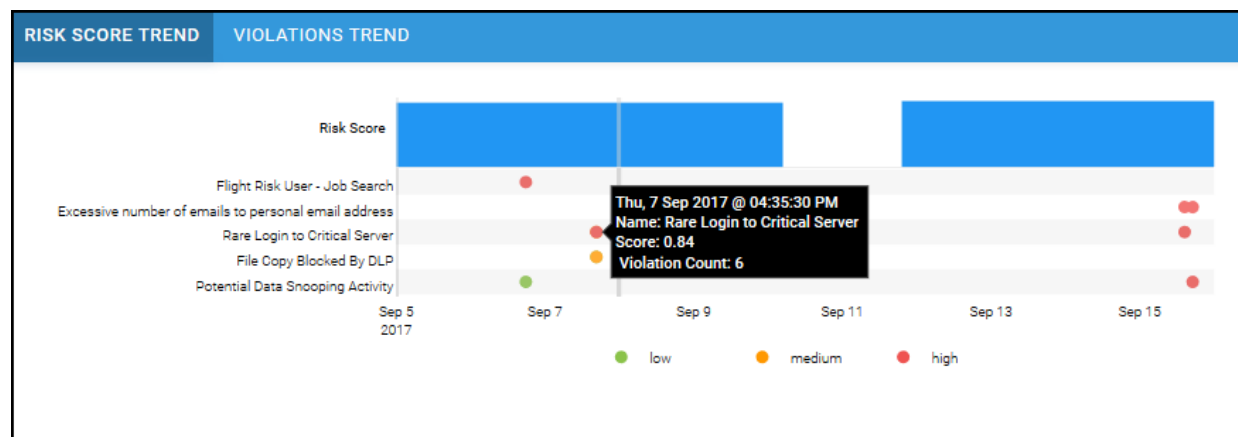 RISK SCORE TREND VIOLATIONS TREND
Risk Score
Flight Risk User - Job Search
Excessive number of emails to personal email address
Rare Login to Critical Server
File Copy Blocked By DLP
Potential Data Snooping Activity
Thu, 7 Sep 2017 @ 04:35:30 PM
Name: Rare Login to Critical Server
Score: 0.84
Violation Count: 6
Sep 5 Sep 7 Sep 9 Sep 11 Sep 13 Sep 15
2017
low medium high